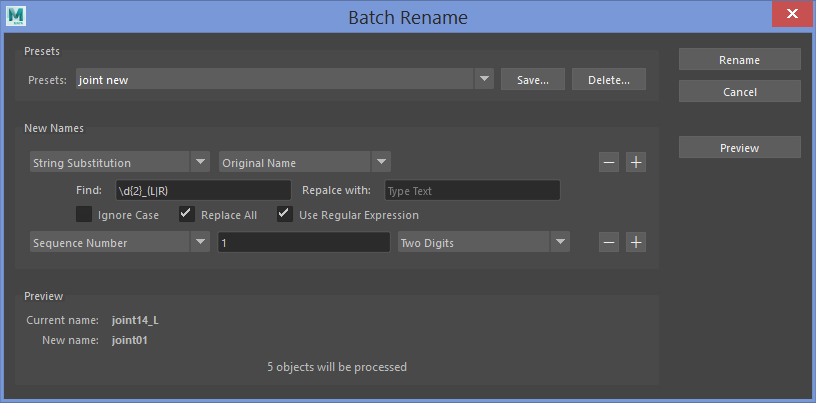 Batch Rename
Presets
Presets: joint new Save... Delete... Rename
Cancel
New Names
Preview
String Substitution Original Name
Find: \d{2}_(L|R) Repalce with: Type Text
Ignore Case Replace All Use Regular Expression
Sequence Number 1 Two Digits
Preview
Current name: joint14_L
New name: joint01
5 objects will be processed